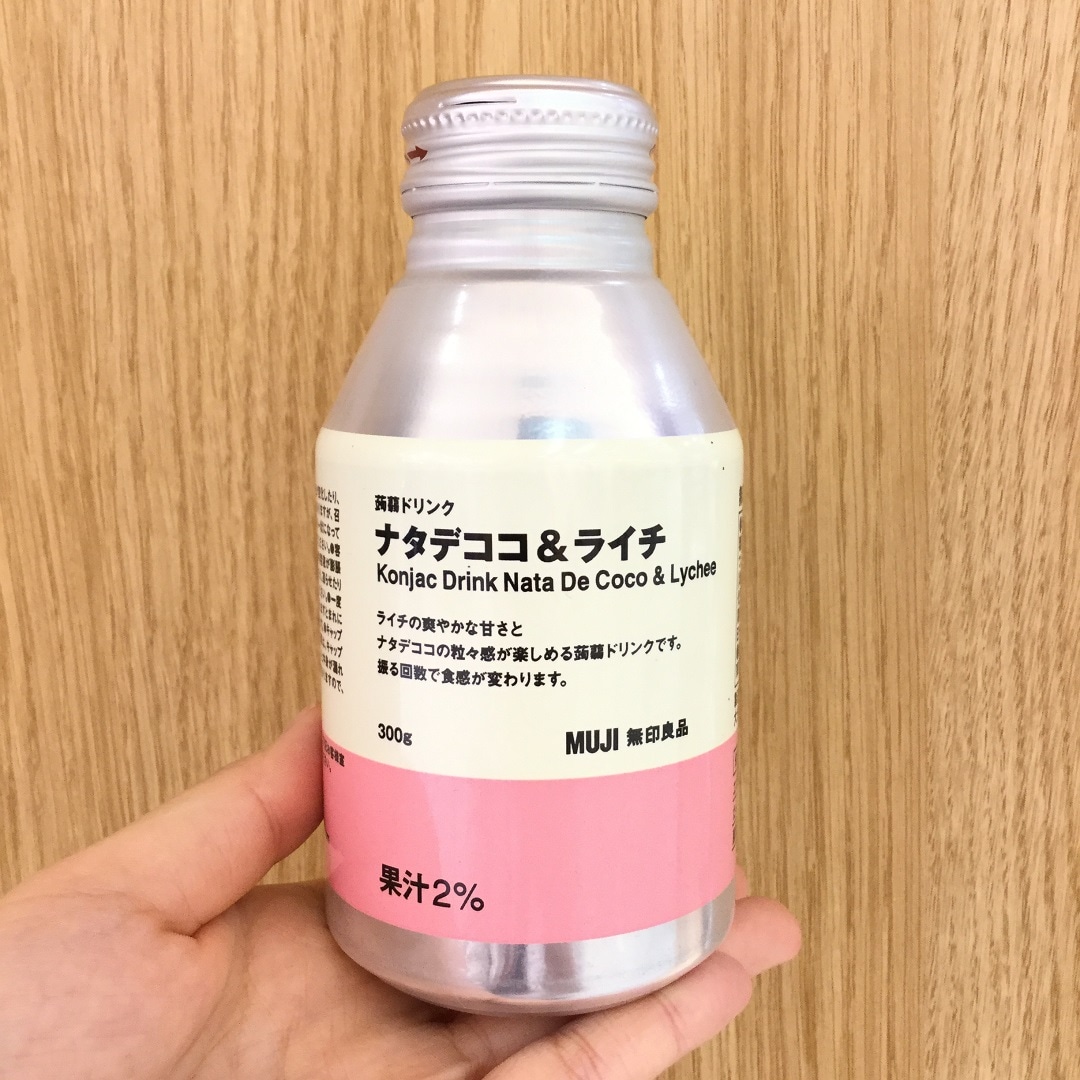 蒟蒻ドリンク
ナタデココ&ライチ
Konjac Drink Nata De Coco & Lychee
ライチの爽やかな甘さと
ナタデココの粒々感が楽しめる蒟蒻ドリンクです。
振る回数で食感が変わります。
300g
MUJI 無印良品
果汁2%